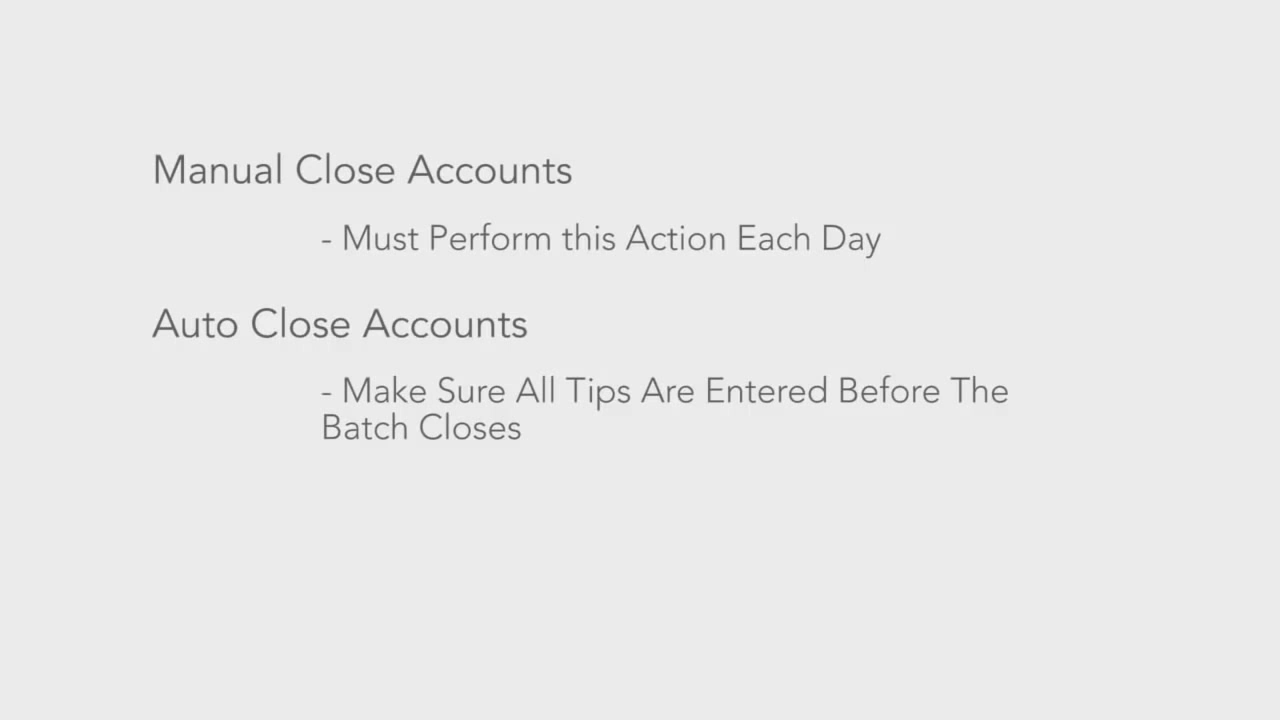 Manual Close Accounts
- Must Perform this Action Each Day
Auto Close Accounts
- Make Sure All Tips Are Entered Before The
Batch Closes